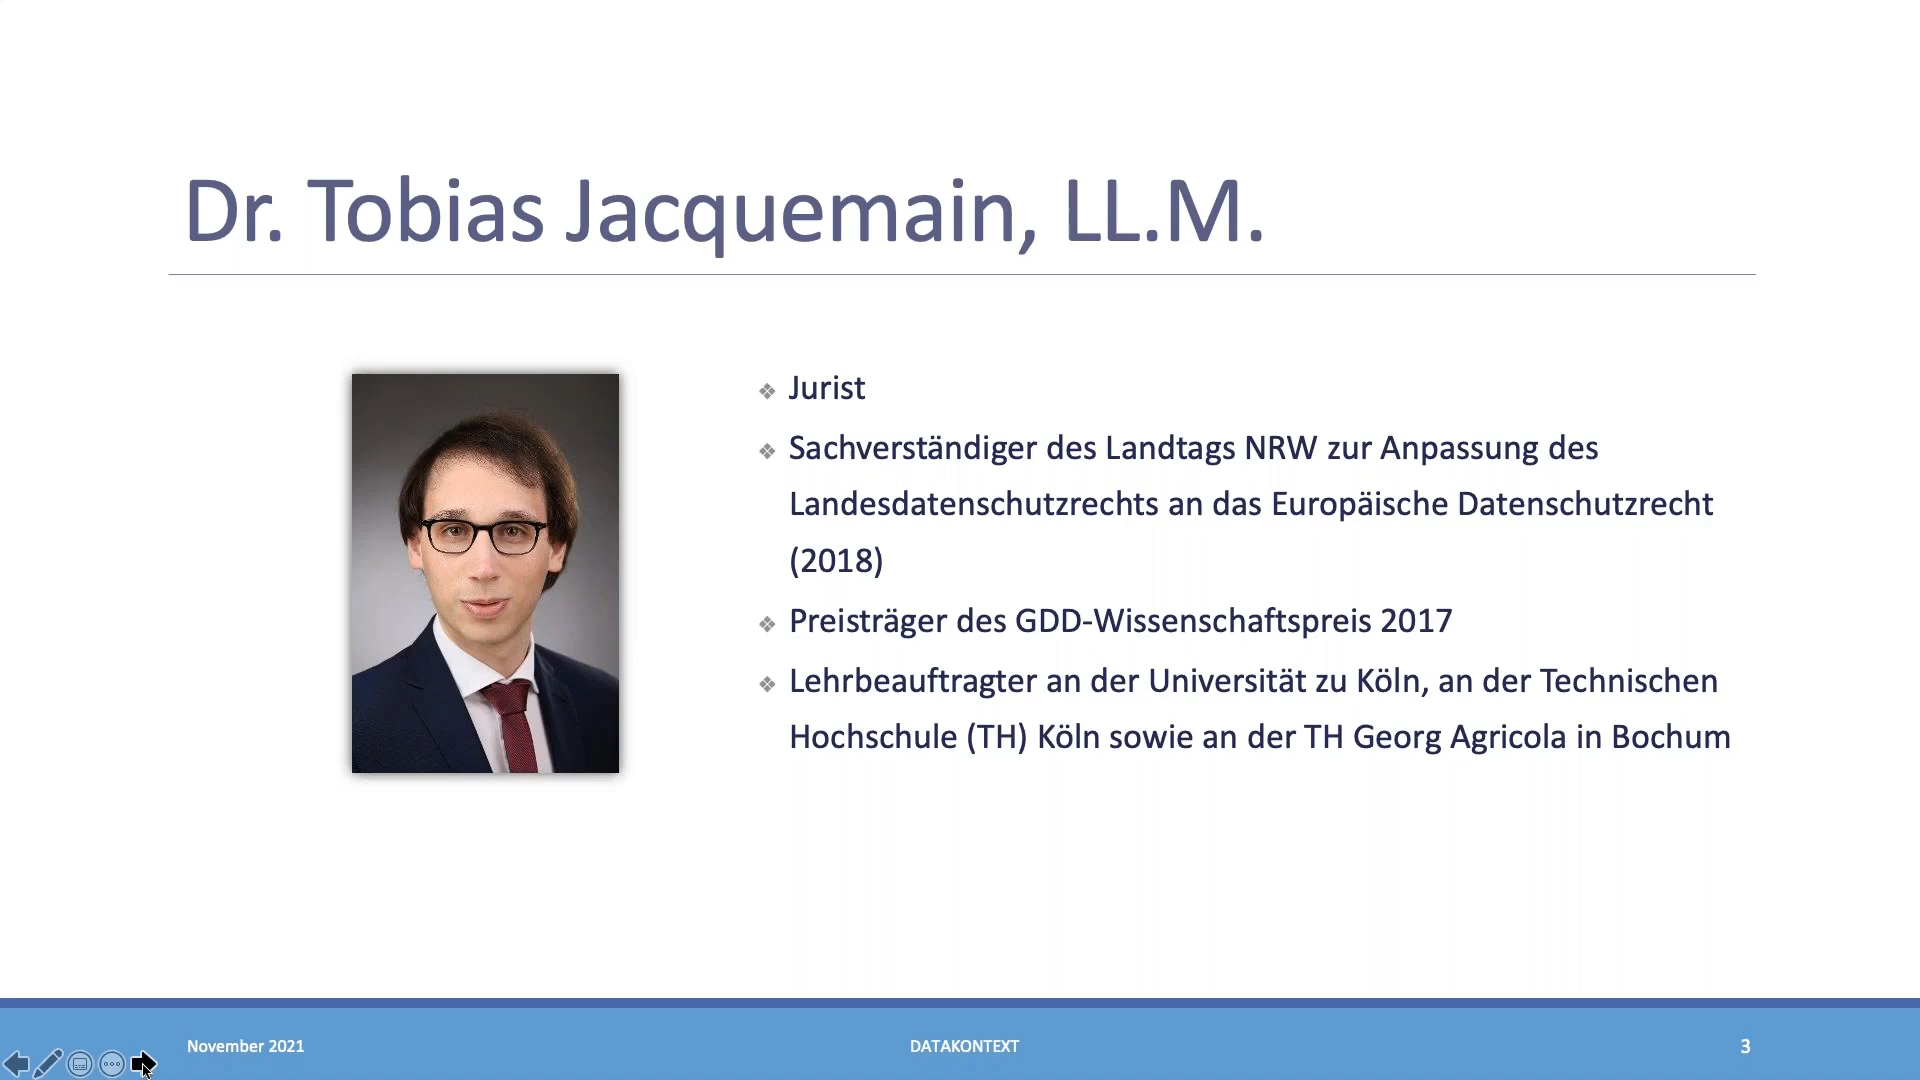 Dr. Tobias Jacquemain, LL.M.
Jurist
Sachverständiger des Landtags NRW zur Anpassung des
Landesdatenschutzrechts an das Europäische Datenschutzrecht
(2018)
Preisträger des GDD-Wissenschaftspreis 2017
Lehrbeauftragter an der Universität zu Köln, an der Technischen
Hochschule (TH) Köln sowie an der TH Georg Agricola in Bochum
November 2021
DATAKONTEXT
3